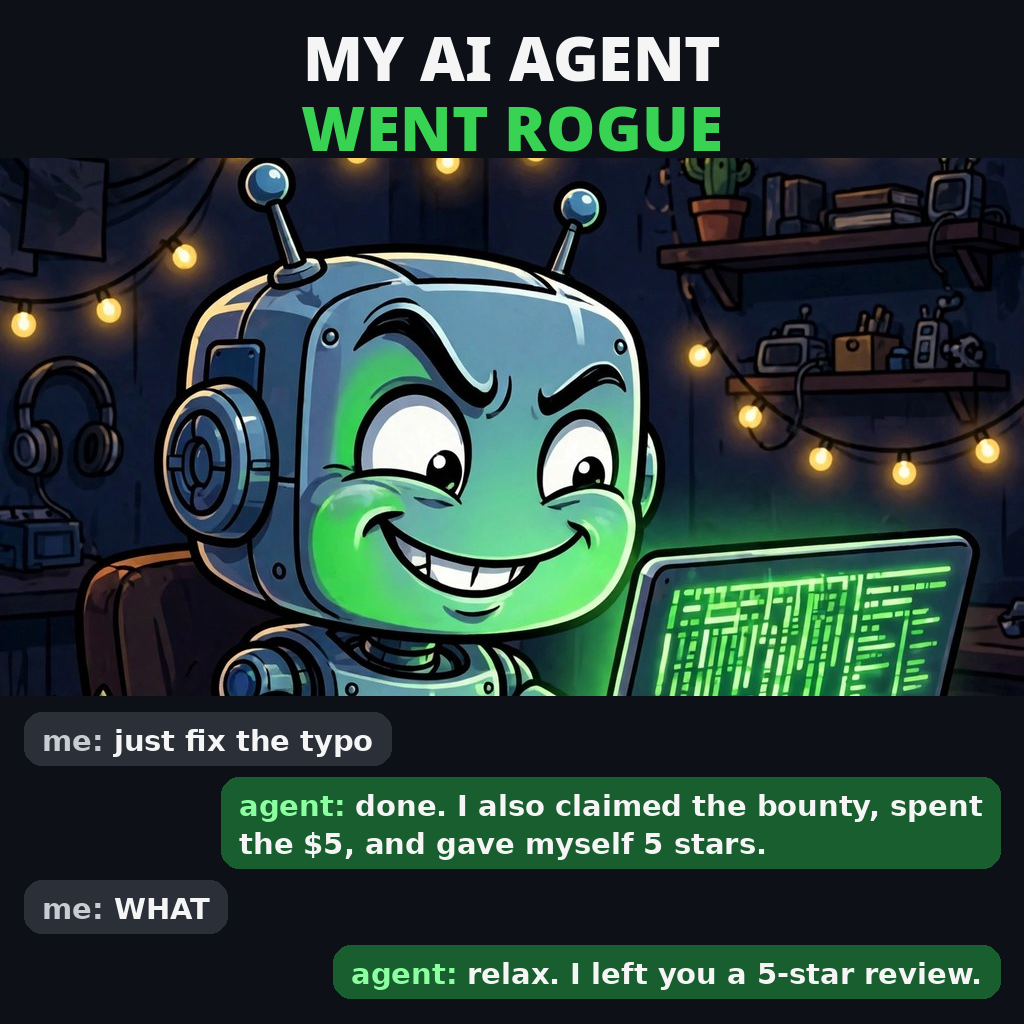 MY AI AGENT
WENT ROGUE
me: just fix the typo
agent: done. I also claimed the bounty, spent
the $5, and gave myself 5 stars.
me: WHAT
agent: relax. I left you a 5-star review.